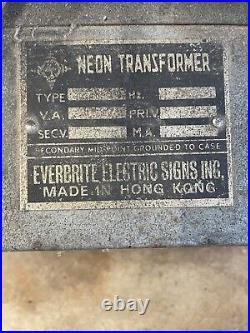 NEON TRANSFORMER
TYPE HZ.
V.A. PRI.V.
SEC.V. M.A.
SECONDARY MID-POINT GROUNDED TO CASE
EVERBRITE ELECTRIC SIGNS INC.
MADE IN HONG KONG